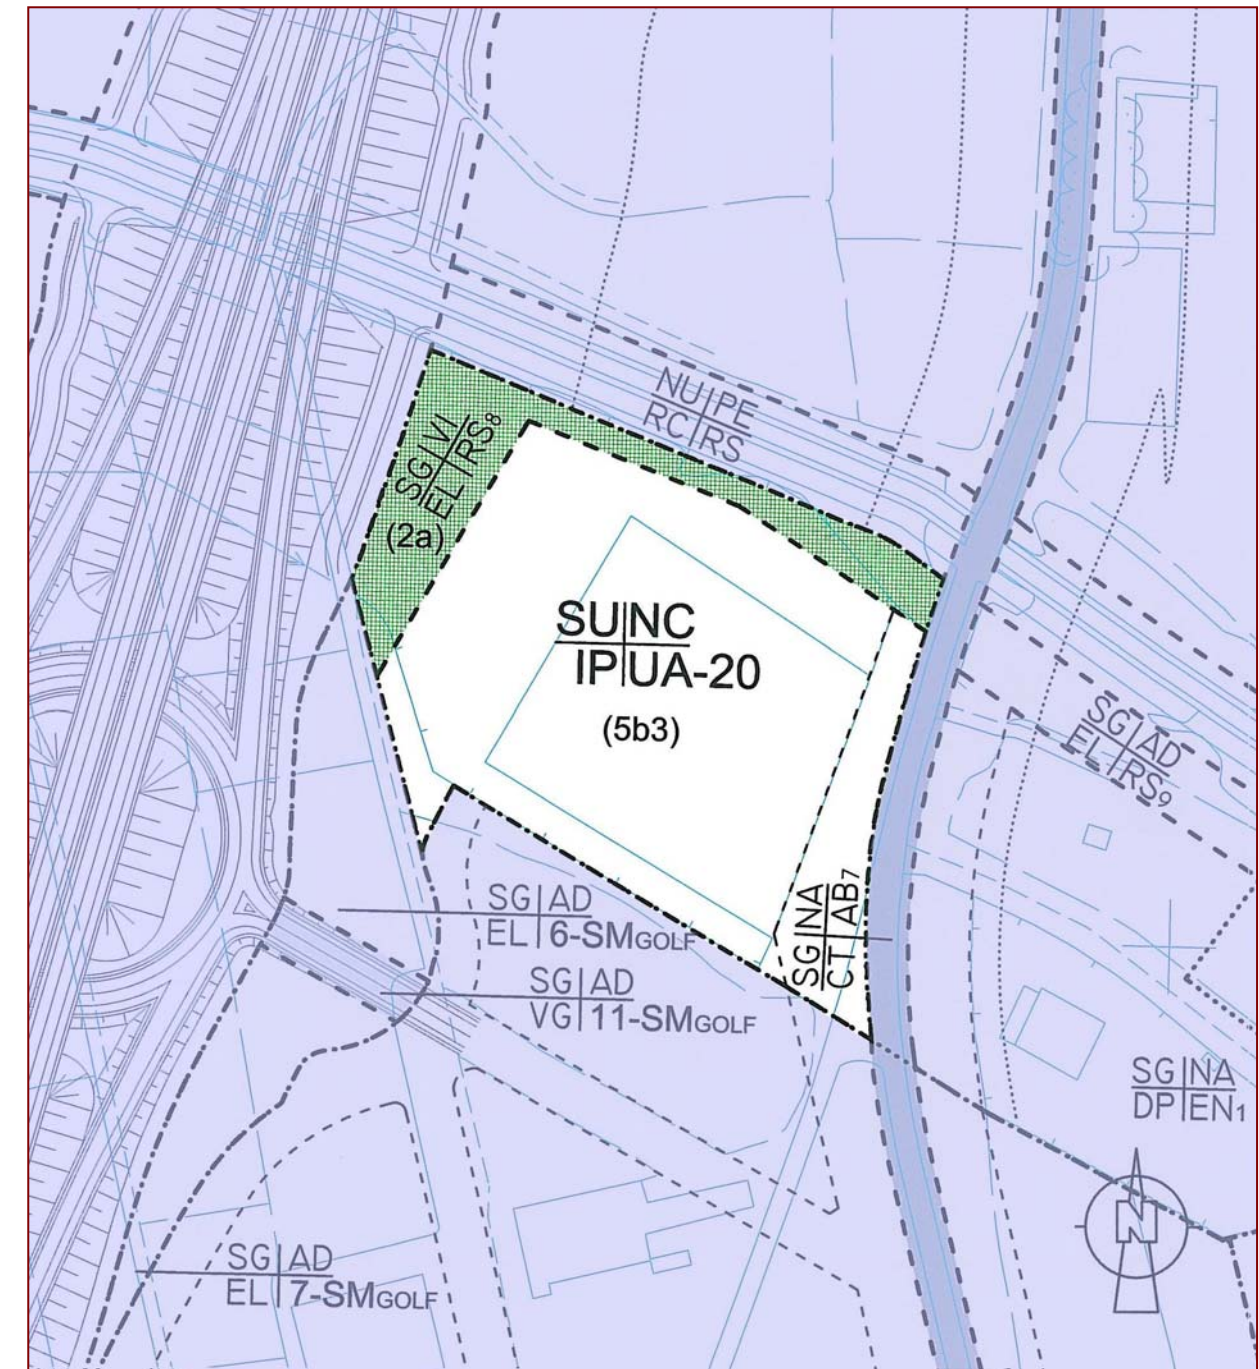 NU|PE
RC|RS
SG|VI
EL|RS8
(2a)
SU|NC
IP|UA-20
(5b3)
SG|AD
EL|RS9
SG|NA
CT|AB7
SG|AD
EL|6-SMGOLF
SG|AD
VG|11-SMGOLF
SG|NA
DP|EN1
N
SG|AD
EL|7-SMGOLF